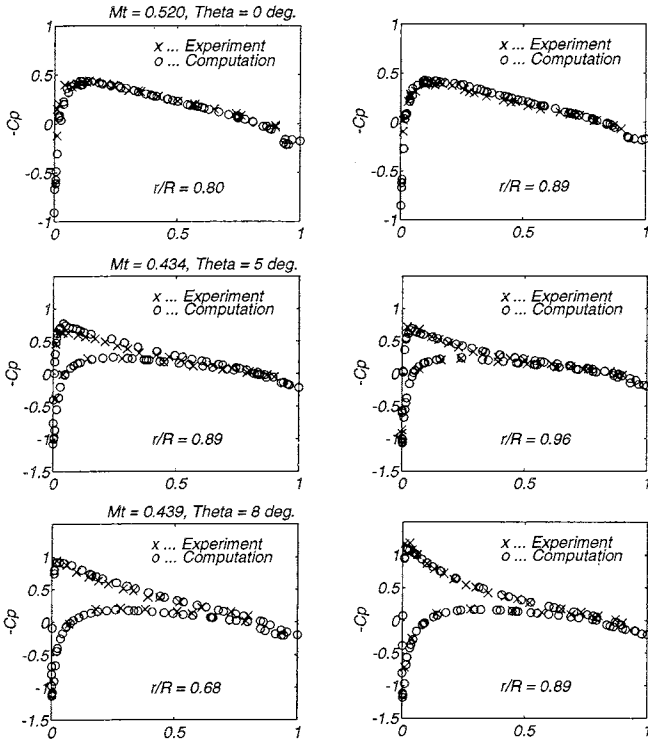 Mt = 0.520, Theta = 0 deg.
1
0.5
0
-0.5
-1
-Cp
x ... Experiment
o ... Computation
r/R = 0.80
0
0.5
1
1
0.5
0
-0.5
-1
-Cp
x ... Experiment
o ... Computation
r/R = 0.89
0
0.5
1
Mt = 0.434, Theta = 5 deg.
1
0.5
0
-0.5
-1
-1.5
-Cp
x ... Experiment
o ... Computation
r/R = 0.89
0
0.5
1
1
0.5
0
-0.5
-1
-1.5
-Cp
x ... Experiment
o ... Computation
r/R = 0.96
0
0.5
1
Mt = 0.439, Theta = 8 deg.
1
0.5
0
-0.5
-1
-1.5
-Cp
x ... Experiment
o ... Computation
r/R = 0.68
0
0.5
1
1
0.5
0
-0.5
-1
-1.5
-Cp
x ... Experiment
o ... Computation
r/R = 0.89
0
0.5
1